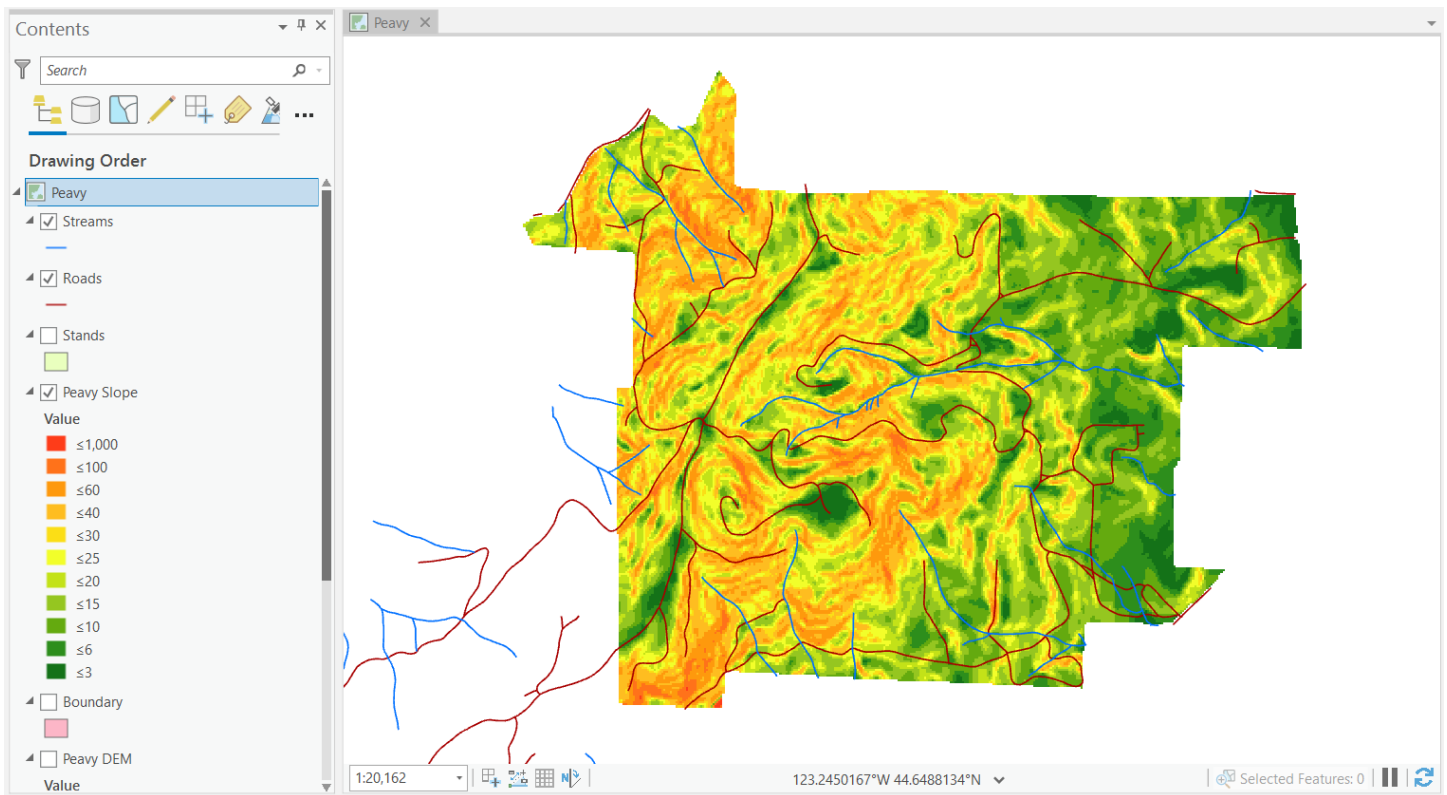 Contents
Peavy
Search
Drawing Order
Peavy
Streams
Roads
Stands
Peavy Slope
Value
≤1,000
≤100
≤60
≤40
≤30
≤25
≤20
≤15
≤10
≤6
≤3
Boundary
Peavy DEM
Value
1:20,162
N
123.2450167°W 44.6488134°N
Selected Features: 0